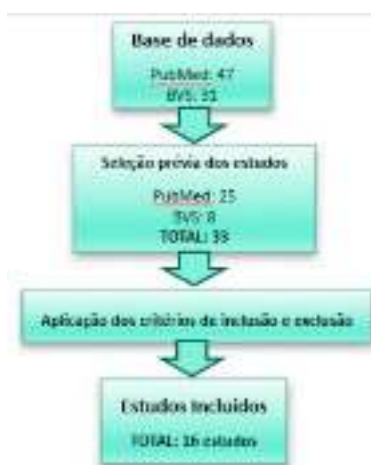 Base de dados
PubMed: 47
BVS: 31
Seleção prévia dos estudos
PubMed: 25
BVS: 8
TOTAL: 33
Aplicação dos critérios de inclusão e exclusão
Estudos Incluídos
TOTAL: 16 estudos